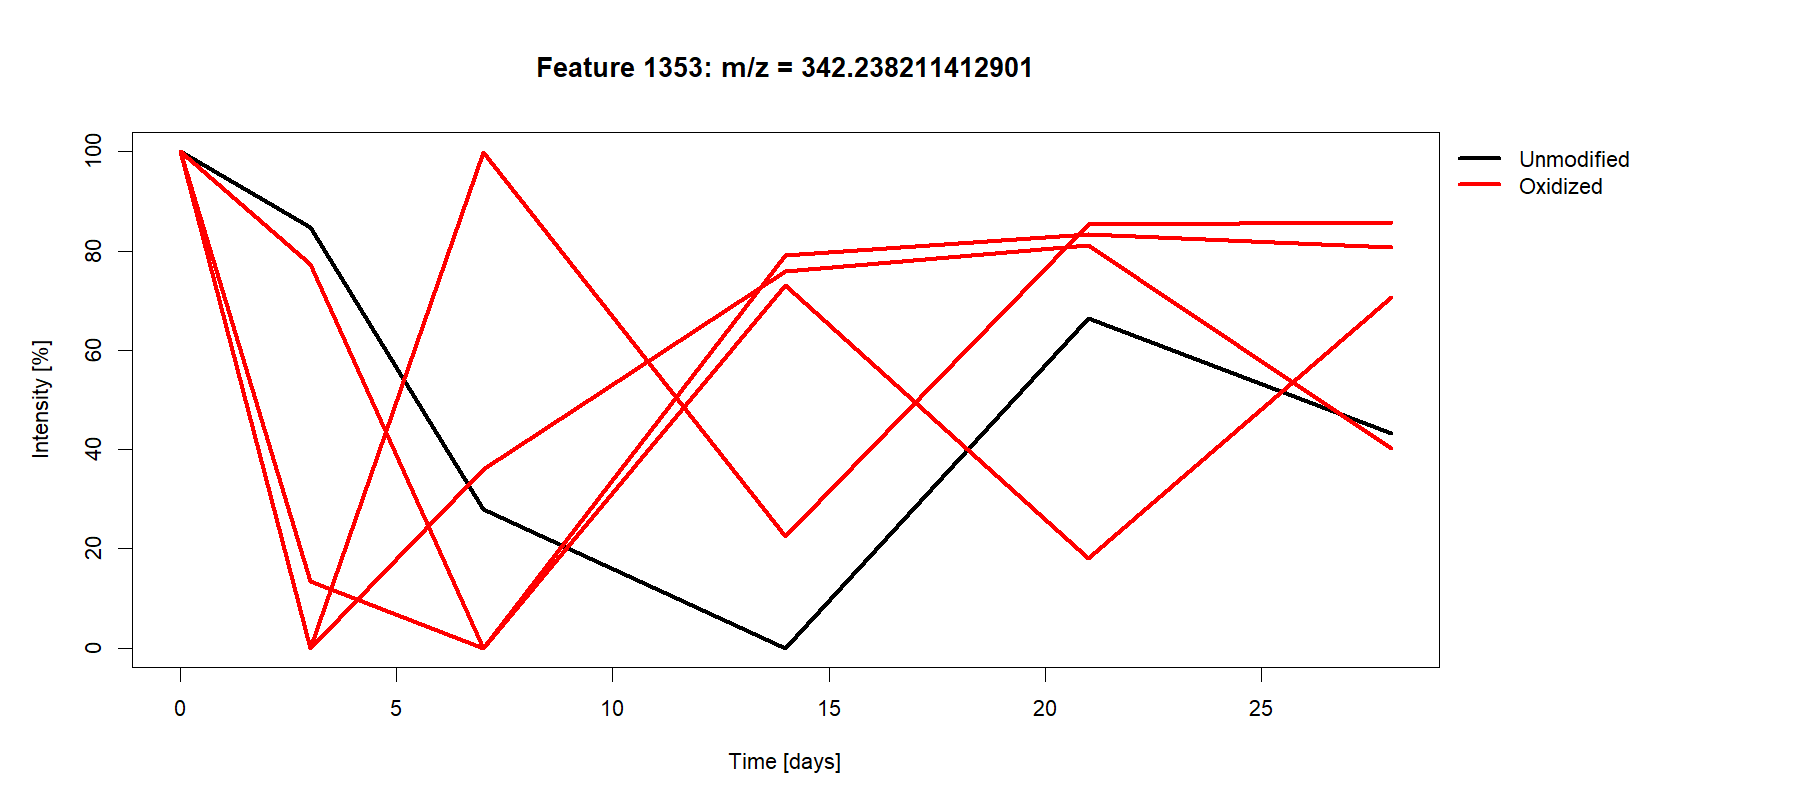 Feature 1353: m/z = 342.238211412901
Unmodified
Oxidized
Intensity [%]
100
80
60
40
20
0
0 5 10 15 20 25
Time [days]